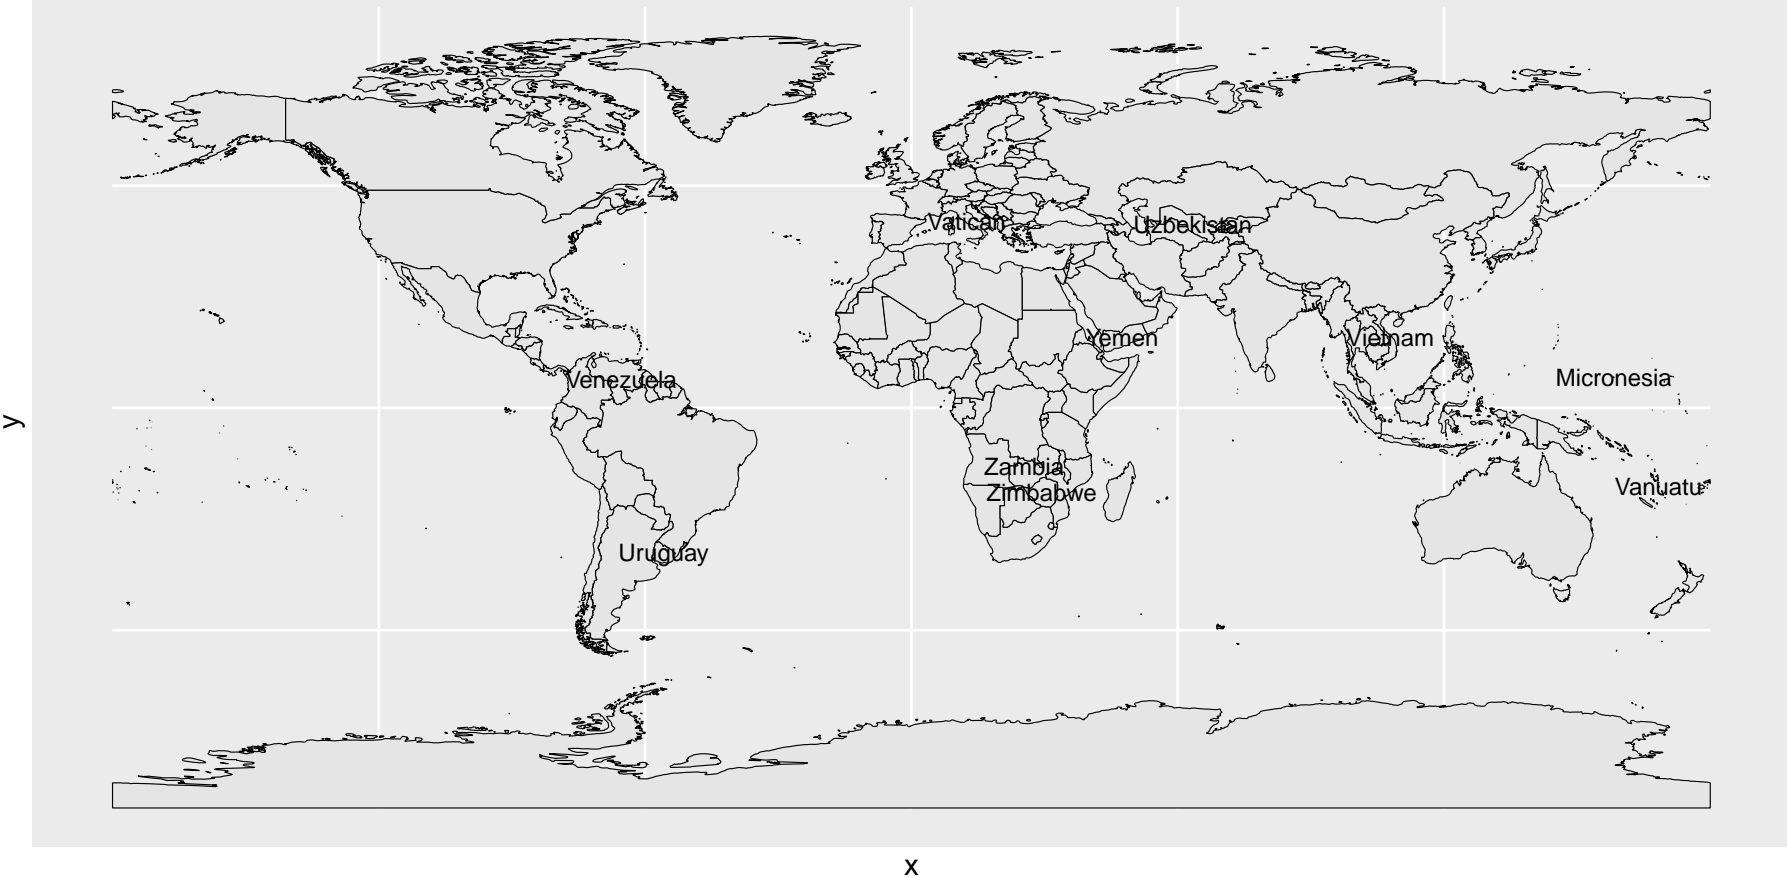 Vatican
Uzbekistan
Yemen
Vietnam
Venezuela
Micronesia
y
Zambia
Vanuatu
Zimbabwe
Uruguay
x